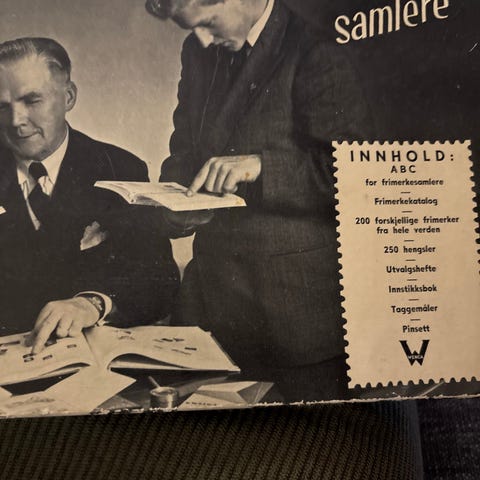 samlere
INNHOLD:
ABC
for frimerkesamlere
Frimerkekatalog
200 forskjellige frimerker
fra hele verden
250 hengsler
Utvalgshefte
Innstikksbok
Taggemåler
Pinsett